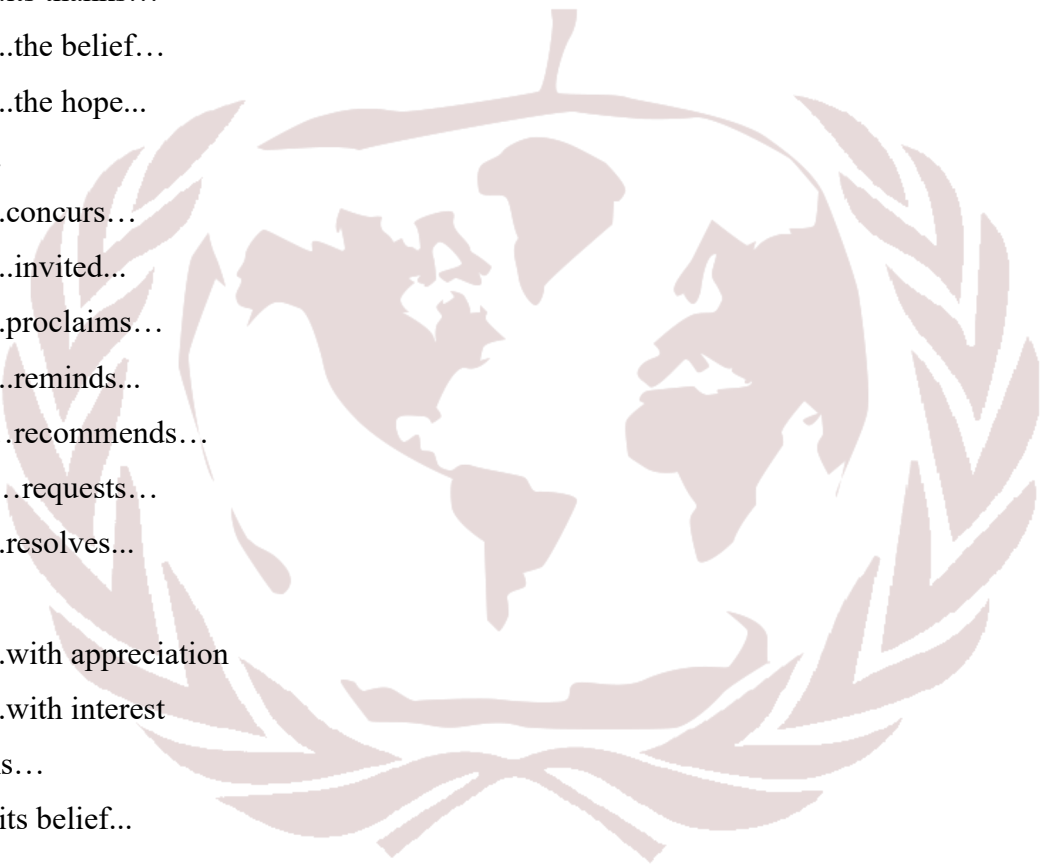 ..the belief…
..the hope...
.concurs…
..invited...
.proclaims…
..reminds...
.recommends…
…requests…
.resolves...
.with appreciation
.with interest
s…
its belief...